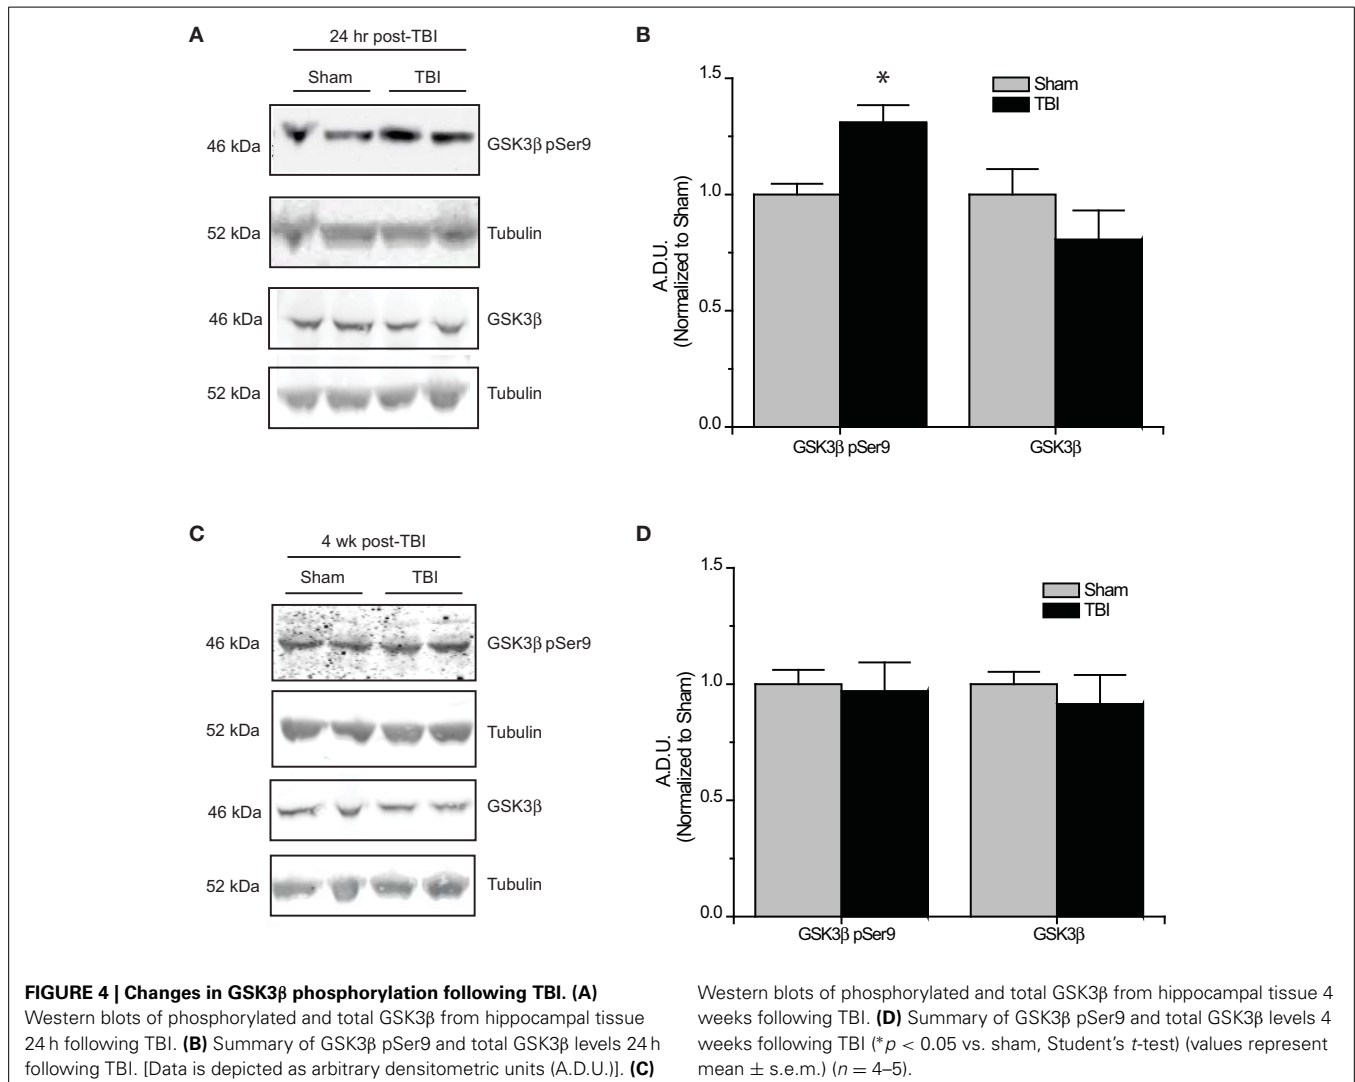 A
24 hr post-TBI
Sham TBI
46 kDa GSK3β pSer9
52 kDa Tubulin
46 kDa GSK3β
52 kDa Tubulin
B
1.5
1.0
0.5
0.0
A.D.U.
(Normalized to Sham)
*
Sham
TBI
GSK3β pSer9 GSK3β
C
4 wk post-TBI
Sham TBI
46 kDa GSK3β pSer9
52 kDa Tubulin
46 kDa GSK3β
52 kDa Tubulin
D
1.5
1.0
0.5
0.0
A.D.U.
(Normalized to Sham)
Sham
TBI
GSK3β pSer9 GSK3β
FIGURE 4 | Changes in GSK3β phosphorylation following TBI. (A)
Western blots of phosphorylated and total GSK3β from hippocampal tissue
24 h following TBI. (B) Summary of GSK3β pSer9 and total GSK3β levels 24 h
following TBI. [Data is depicted as arbitrary densitometric units (A.D.U.)]. (C)
Western blots of phosphorylated and total GSK3β from hippocampal tissue 4
weeks following TBI. (D) Summary of GSK3β pSer9 and total GSK3β levels 4
weeks following TBI (*p < 0.05 vs. sham, Student's t-test) (values represent
mean ± s.e.m.) (n = 4–5).